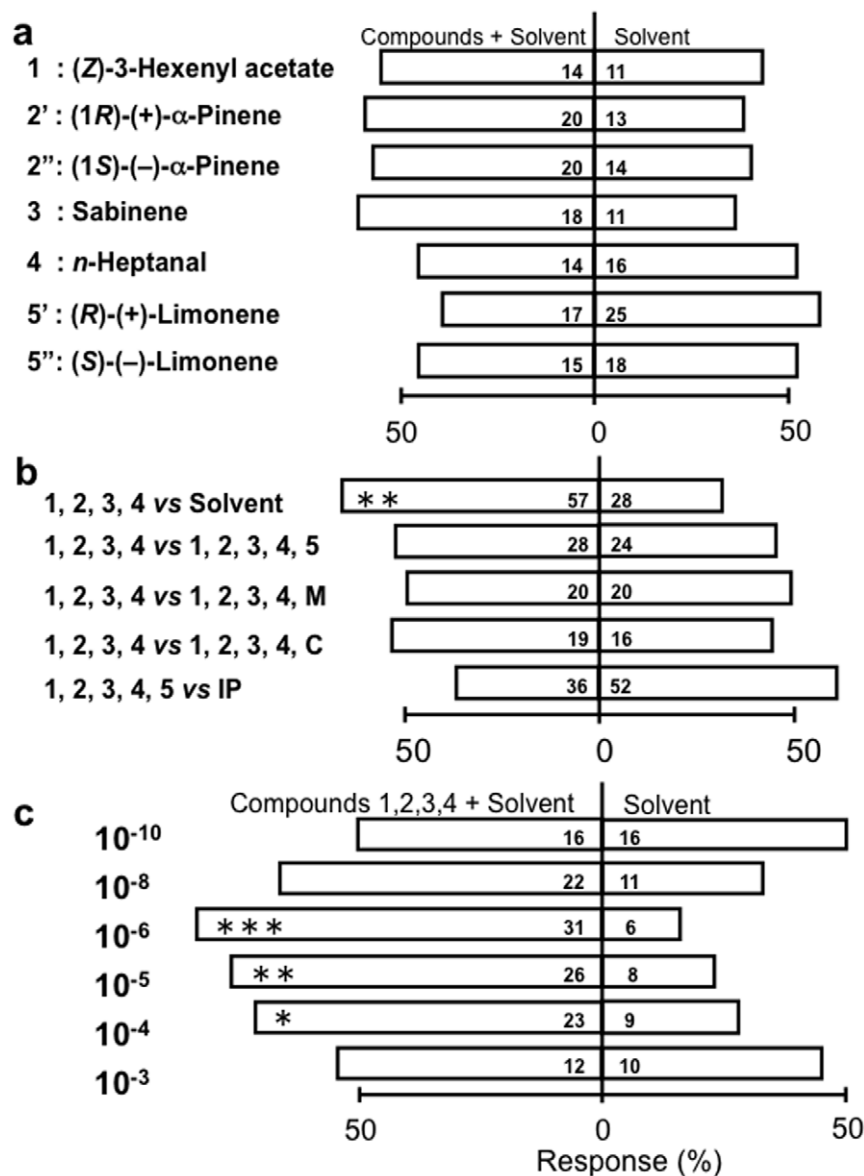 a
Compounds + Solvent Solvent
1 : (Z)-3-Hexenyl acetate 14 11
2’ : (1R)-(+)-α-Pinene 20 13
2”: (1S)-(–)-α-Pinene 20 14
3 : Sabinene 18 11
4 : n-Heptanal 14 16
5’ : (R)-(+)-Limonene 17 25
5”: (S)-(–)-Limonene 15 18
50 0 50
b
1, 2, 3, 4 vs Solvent ** 57 28
1, 2, 3, 4 vs 1, 2, 3, 4, 5 28 24
1, 2, 3, 4 vs 1, 2, 3, 4, M 20 20
1, 2, 3, 4 vs 1, 2, 3, 4, C 19 16
1, 2, 3, 4, 5 vs IP 36 52
50 0 50
c
Compounds 1,2,3,4 + Solvent Solvent
10⁻¹⁰ 16 16
10⁻⁸ 22 11
10⁻⁶ *** 31 6
10⁻⁵ ** 26 8
10⁻⁴ * 23 9
10⁻³ 12 10
50 0 50
Response (%)